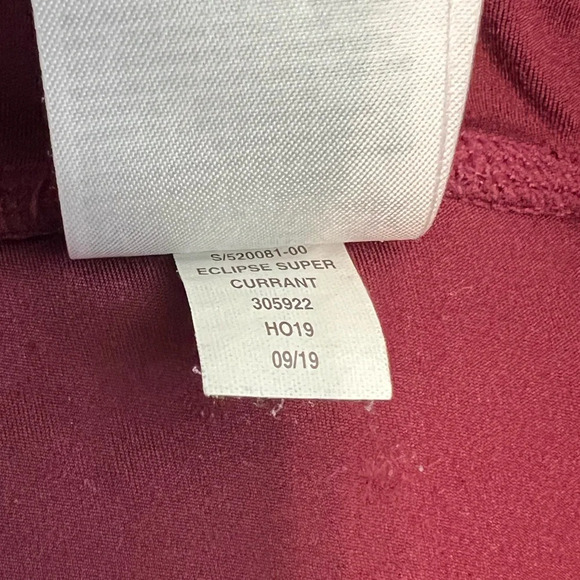 S/520081-00
ECLIPSE SUPER
CURRANT
305922
HO19
09/19